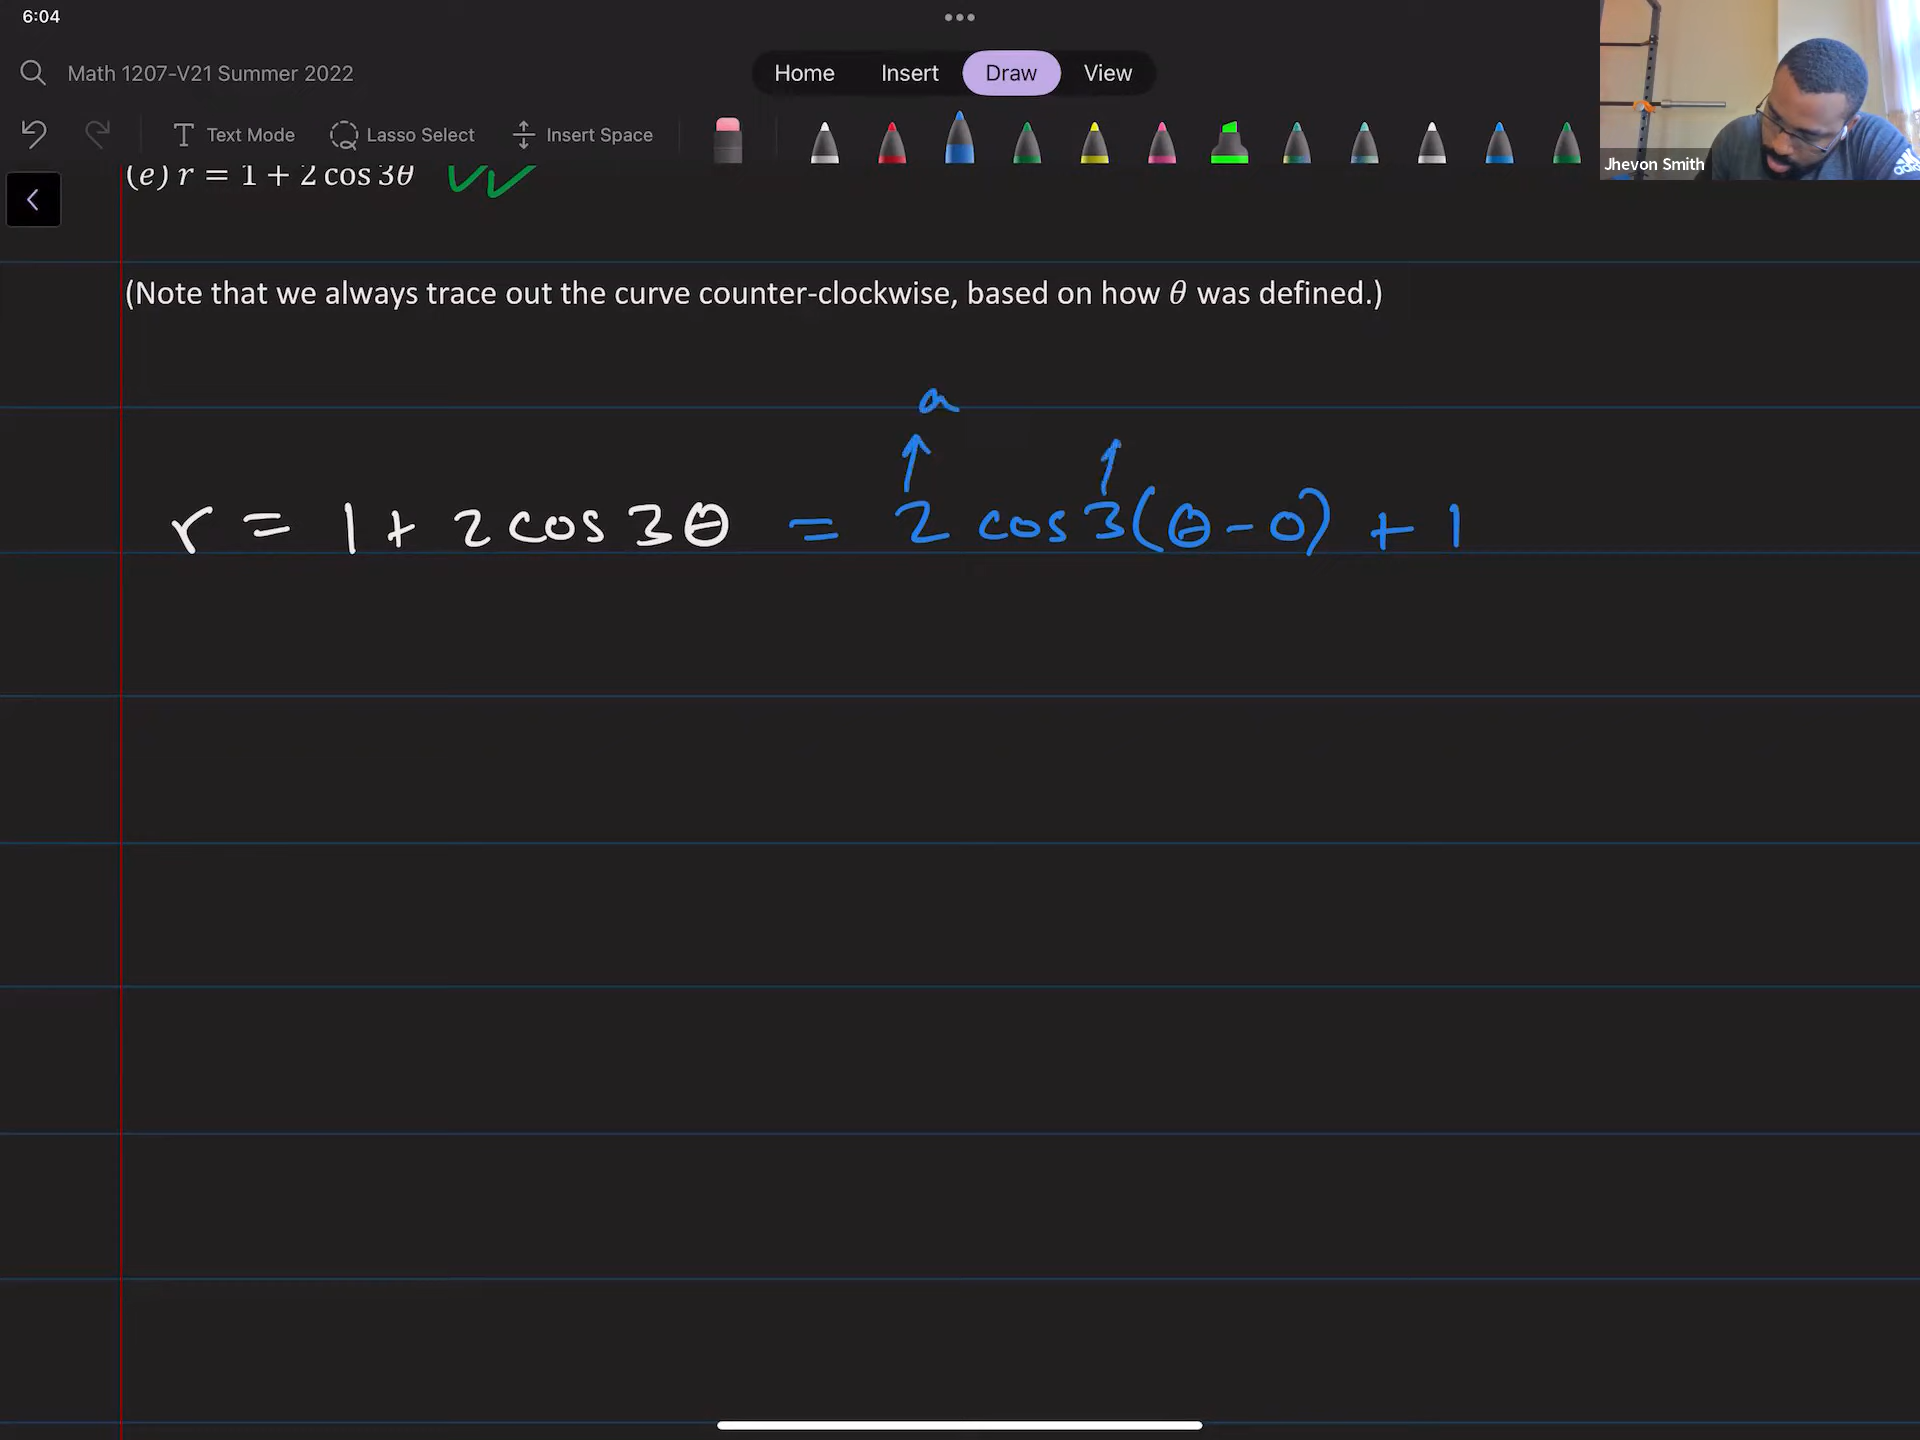 6:04
Math 1207-V21 Summer 2022
Home Insert Draw View
Text Mode Lasso Select Insert Space
Jhevon Smith
(e) r = 1 + 2 cos 3θ
(Note that we always trace out the curve counter-clockwise, based on how θ was defined.)
a
r = 1 + 2 cos 3θ = 2 cos 3(θ - 0) + 1